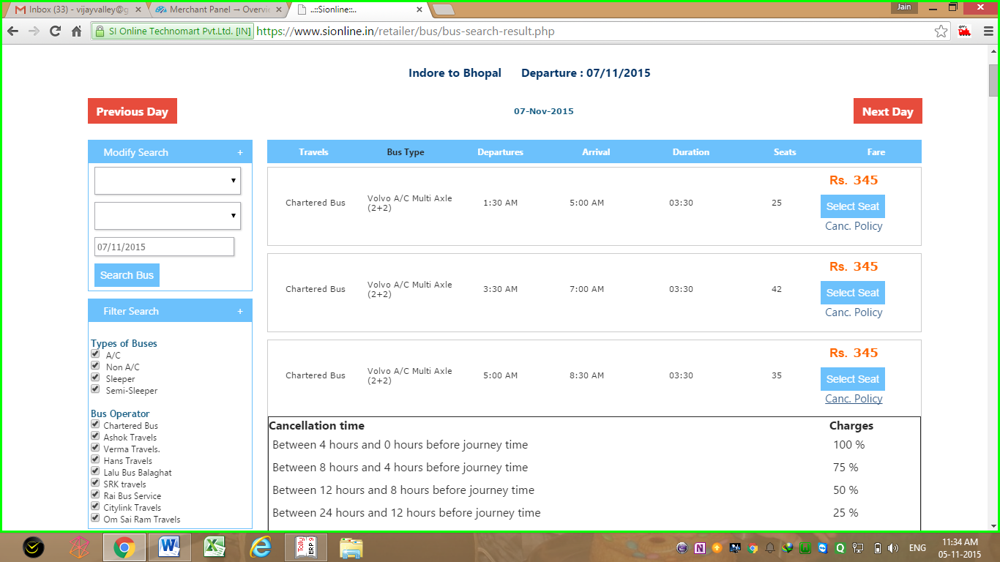 Inbox (33) - vijayvalley@g
Merchant Panel → Overvie
..::Sionline::..
Jain
SI Online Technomart Pvt.Ltd. [IN]
https://www.sionline.in/retailer/bus/bus-search-result.php
Indore to Bhopal Departure : 07/11/2015
Previous Day
07-Nov-2015
Next Day
Modify Search +
07/11/2015
Search Bus
Filter Search +
Types of Buses
A/C
Non A/C
Sleeper
Semi-Sleeper
Bus Operator
Chartered Bus
Ashok Travels
Verma Travels.
Hans Travels
Lalu Bus Balaghat
SRK travels
Rai Bus Service
Citylink Travels
Om Sai Ram Travels
Travels Bus Type Departures Arrival Duration Seats Fare
Rs. 345
Chartered Bus Volvo A/C Multi Axle (2+2) 1:30 AM 5:00 AM 03:30 25
Select Seat
Canc. Policy
Rs. 345
Chartered Bus Volvo A/C Multi Axle (2+2) 3:30 AM 7:00 AM 03:30 42
Select Seat
Canc. Policy
Rs. 345
Chartered Bus Volvo A/C Multi Axle (2+2) 5:00 AM 8:30 AM 03:30 35
Select Seat
Canc. Policy
Cancellation time Charges
Between 4 hours and 0 hours before journey time 100 %
Between 8 hours and 4 hours before journey time 75 %
Between 12 hours and 8 hours before journey time 50 %
Between 24 hours and 12 hours before journey time 25 %
Tally ERP 9
ENG
11:34 AM
05-11-2015